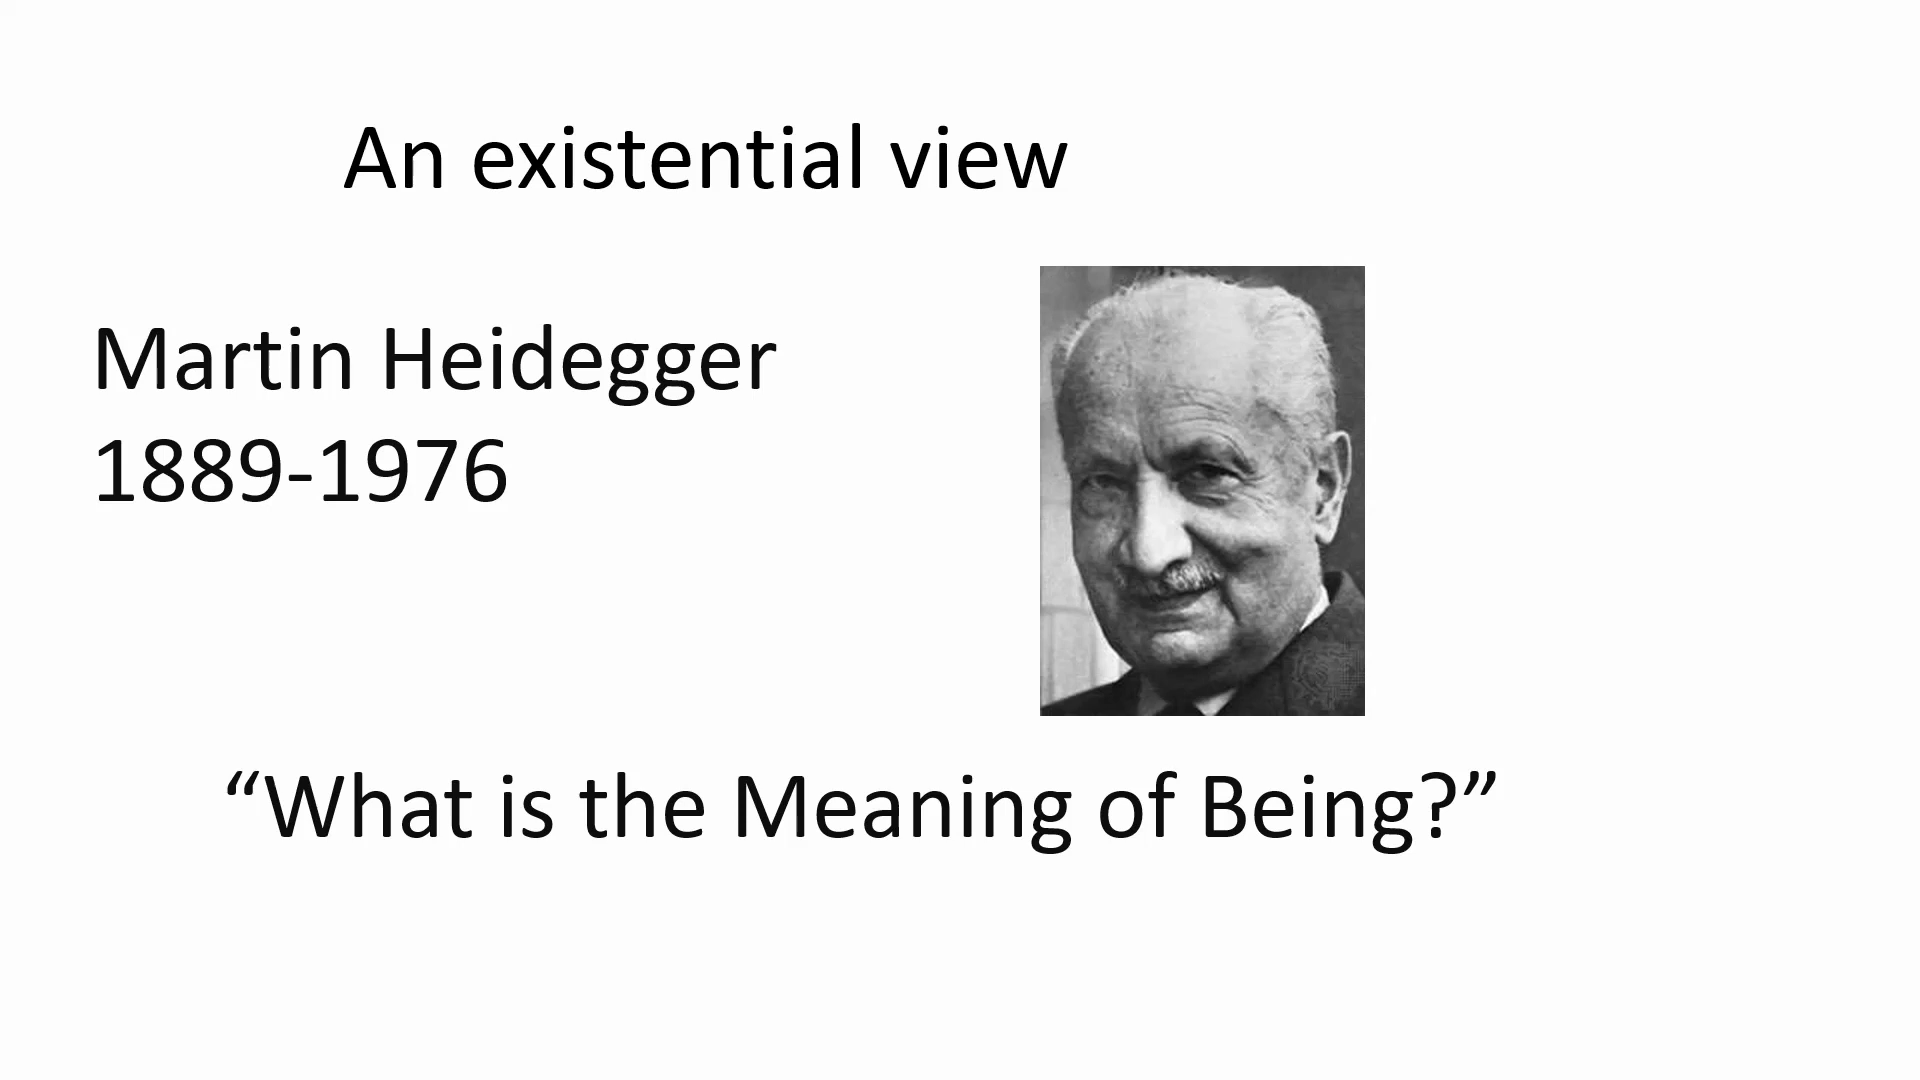 An existential view
Martin Heidegger
1889-1976
“What is the Meaning of Being?”